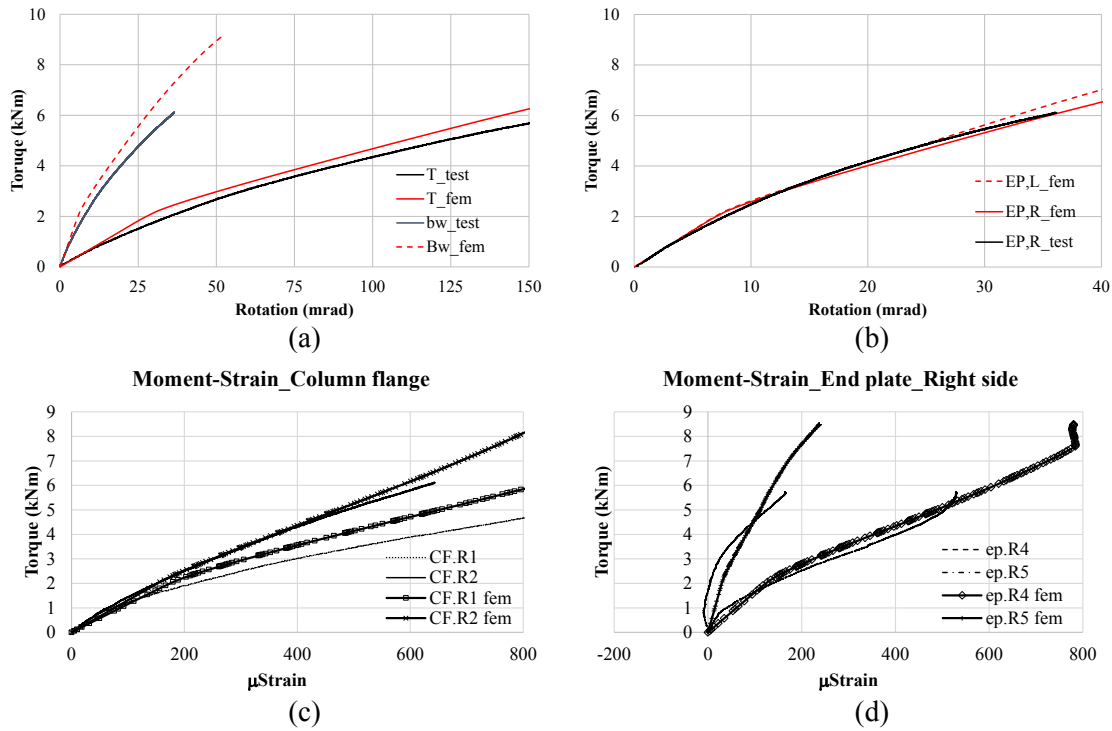 10
8
6
4
2
0
Toruqe (kNm)
T_test
T_fem
bw_test
Bw_fem
0 25 50 75 100 125 150
Rotation (mrad)
(a)
10
8
6
4
2
0
Torque (kNm)
EP,L_fem
EP,R_fem
EP,R_test
0 10 20 30 40
Rotation (mrad)
(b)
Moment-Strain_Column flange
9
8
7
6
5
4
3
2
1
0
Torque (kNm)
CF.R1
CF.R2
CF.R1 fem
CF.R2 fem
0 200 400 600 800
µStrain
(c)
Moment-Strain_End plate_Right side
9
8
7
6
5
4
3
2
1
0
Torque (kNm)
ep.R4
ep.R5
ep.R4 fem
ep.R5 fem
-200 0 200 400 600 800
µStrain
(d)